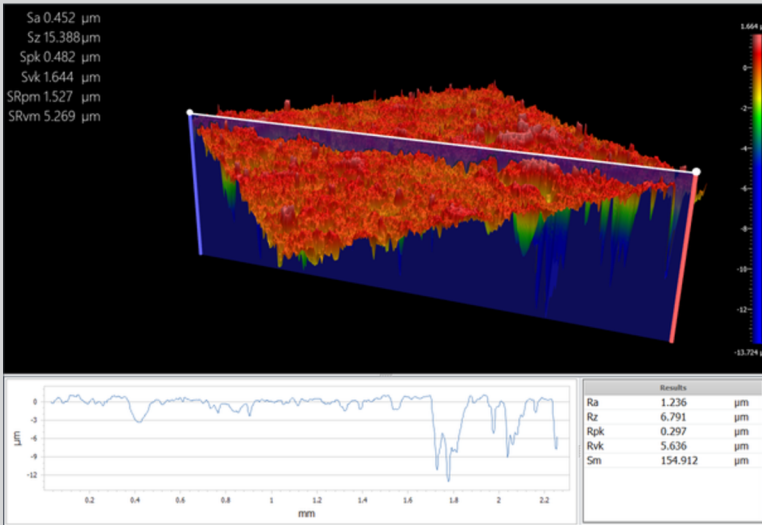 Sa 0.452 µm
Sz 15.388 µm
Spk 0.482 µm
Svk 1.644 µm
SRpm 1.527 µm
SRvm 5.269 µm
1.664 µ
0
-2
-4
-6
-8
-10
-12
-13.724 µ
µm
0
-3
-6
-9
-12
0.2 0.4 0.6 0.8 1 1.2 1.4 1.6 1.8 2.0 2.2
mm
Results
Ra 1.236 µm
Rz 6.791 µm
Rpk 0.297 µm
Rvk 5.636 µm
Sm 154.912 µm